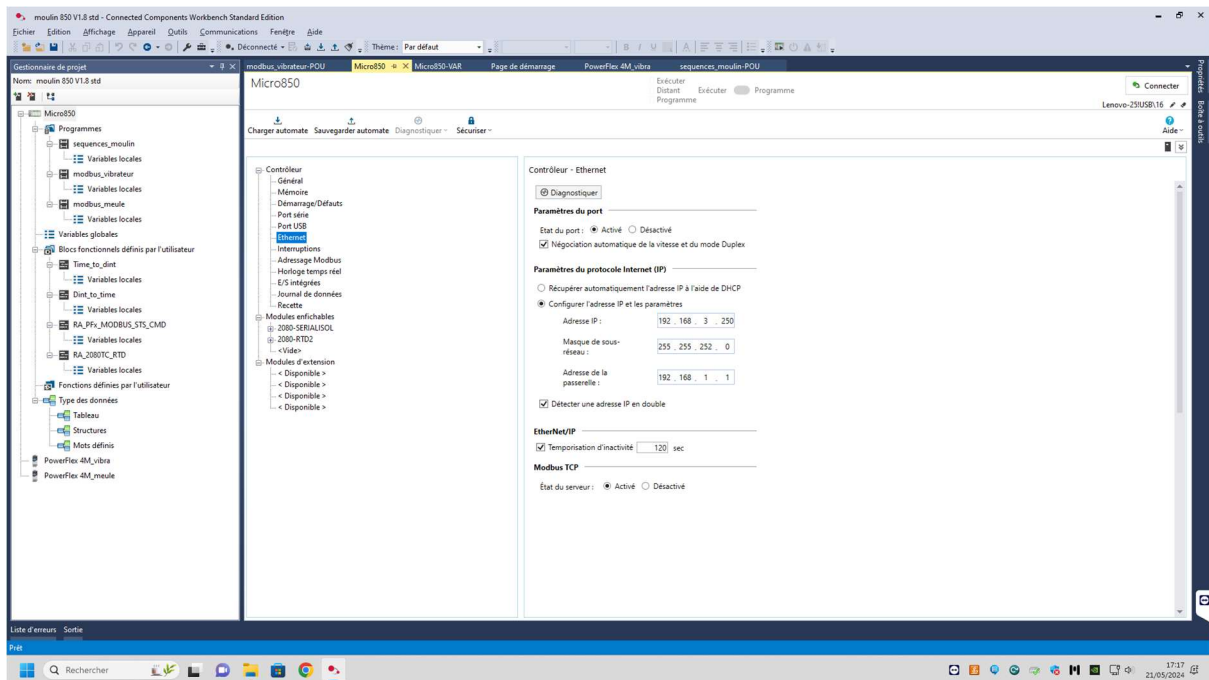 moulin 850 V1.8 std - Connected Components Workbench Standard Edition
Fichier Edition Affichage Appareil Outils Communications Fenêtre Aide
Déconnecté Thème : Par défaut
Gestionnaire de projet
Nom: moulin 850 V1.8 std
Micro850
Programmes
sequences_moulin
Variables locales
modbus_vibrateur
Variables locales
modbus_meule
Variables locales
Variables globales
Blocs fonctionnels définis par l'utilisateur
Time_to_dint
Variables locales
Dint_to_time
Variables locales
RA_PFx_MODBUS_STS_CMD
Variables locales
RA_2080TC_RTD
Variables locales
Fonctions définies par l'utilisateur
Type des données
Tableau
Structures
Mots définis
PowerFlex 4M_vibra
PowerFlex 4M_meule
modbus_vibrateur-POU Micro850 Micro850-VAR Page de démarrage PowerFlex 4M_vibra sequences_moulin-POU
Micro850
Exécuter
Distant Exécuter Programme
Programme
Connecter
Lenovo-25!USB\16
Charger automate Sauvegarder automate Diagnostiquer Sécuriser
Aide
Contrôleur
Général
Mémoire
Démarrage/Défauts
Port série
Port USB
Ethernet
Interruptions
Adressage Modbus
Horloge temps réel
E/S intégrées
Journal de données
Recette
Modules enfichables
2080-SERIALISOL
2080-RTD2
<Vide>
Modules d'extension
< Disponible >
< Disponible >
< Disponible >
< Disponible >
Contrôleur - Ethernet
Diagnostiquer
Paramètres du port
Etat du port : Activé Désactivé
Négociation automatique de la vitesse et du mode Duplex
Paramètres du protocole Internet (IP)
Récupérer automatiquement l'adresse IP à l'aide de DHCP
Configurer l'adresse IP et les paramètres
Adresse IP : 192 . 168 . 3 . 250
Masque de sous-
réseau : 255 . 255 . 252 . 0
Adresse de la
passerelle : 192 . 168 . 1 . 1
Détecter une adresse IP en double
EtherNet/IP
Temporisation d'inactivité 120 sec
Modbus TCP
État du serveur : Activé Désactivé
Propriétés
Boîte à outils
Liste d'erreurs Sortie
Prêt
Rechercher
17:17
21/05/2024